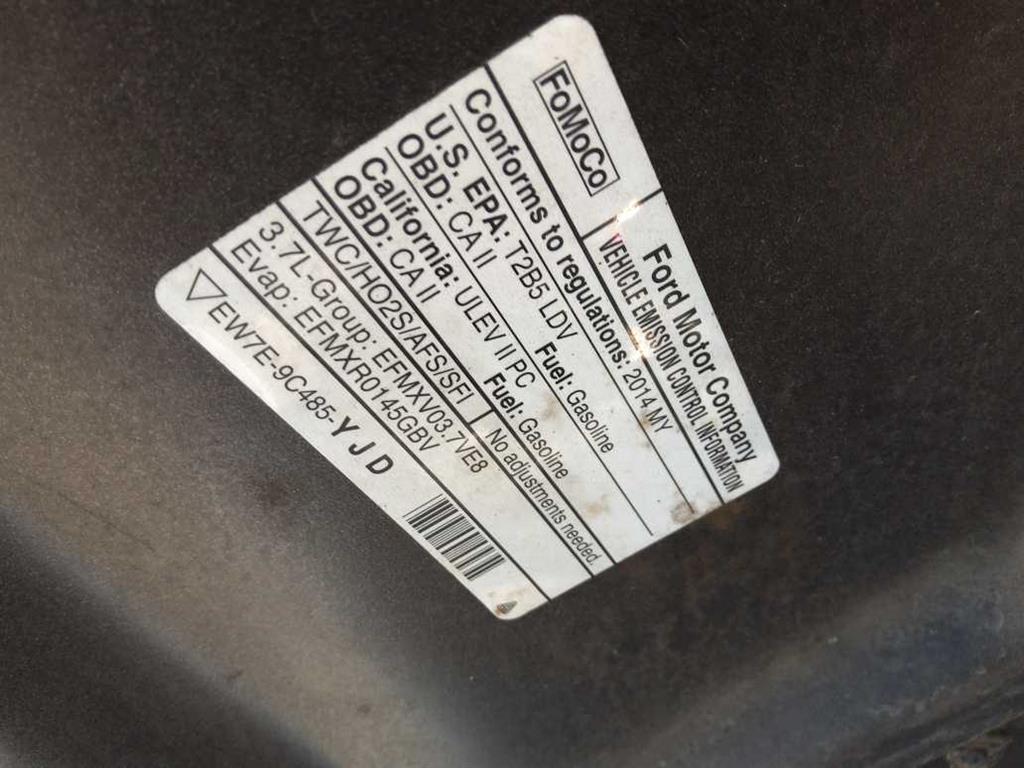 FoMoCo
Ford Motor Company
VEHICLE EMISSION CONTROL INFORMATION
Conforms to regulations: 2014 MY
U.S. EPA: T2B5 LDV Fuel: Gasoline
OBD: CA II
California: ULEV II PC Fuel: Gasoline
OBD: CA II
TWC/HO2S/AFS/SFI No adjustments needed.
3.7L-Group: EFMXV03.7VE8
Evap: EFMXR0145GBV
EW7E-9C485-YJD